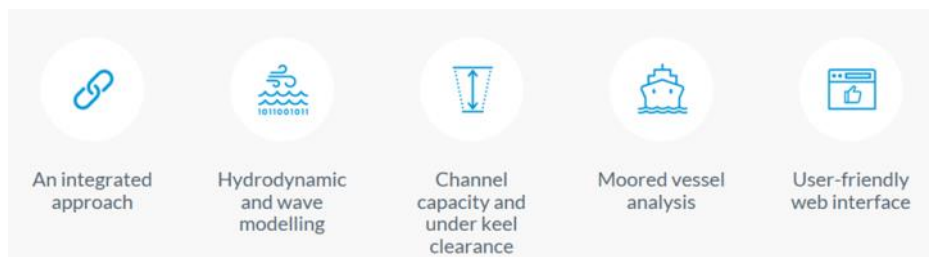 1011001011
An integrated
approach
Hydrodynamic
and wave
modelling
Channel
capacity and
under keel
clearance
Moored vessel
analysis
User-friendly
web interface